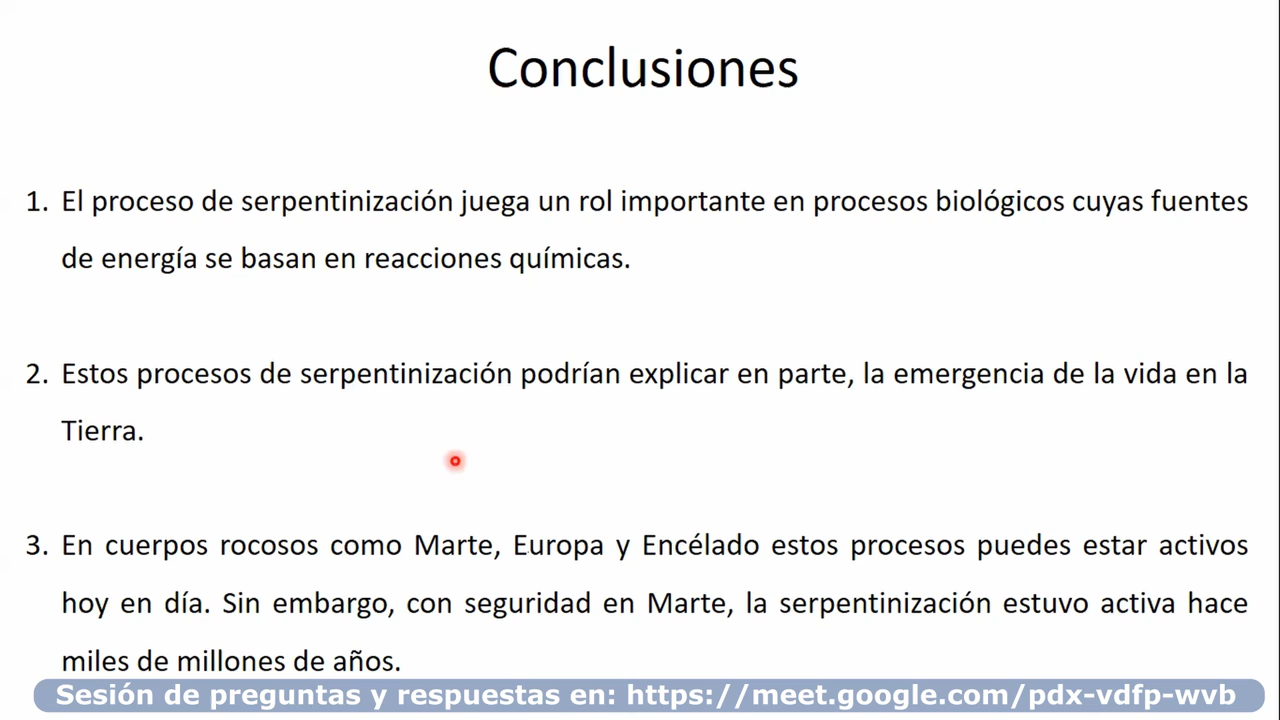 Conclusiones
1. El proceso de serpentinización juega un rol importante en procesos biológicos cuyas fuentes
de energía se basan en reacciones químicas.
2. Estos procesos de serpentinización podrían explicar en parte, la emergencia de la vida en la
Tierra.
3. En cuerpos rocosos como Marte, Europa y Encélado estos procesos puedes estar activos
hoy en día. Sin embargo, con seguridad en Marte, la serpentinización estuvo activa hace
miles de millones de años.
Sesión de preguntas y respuestas en: https://meet.google.com/pdx-vdfp-wvb